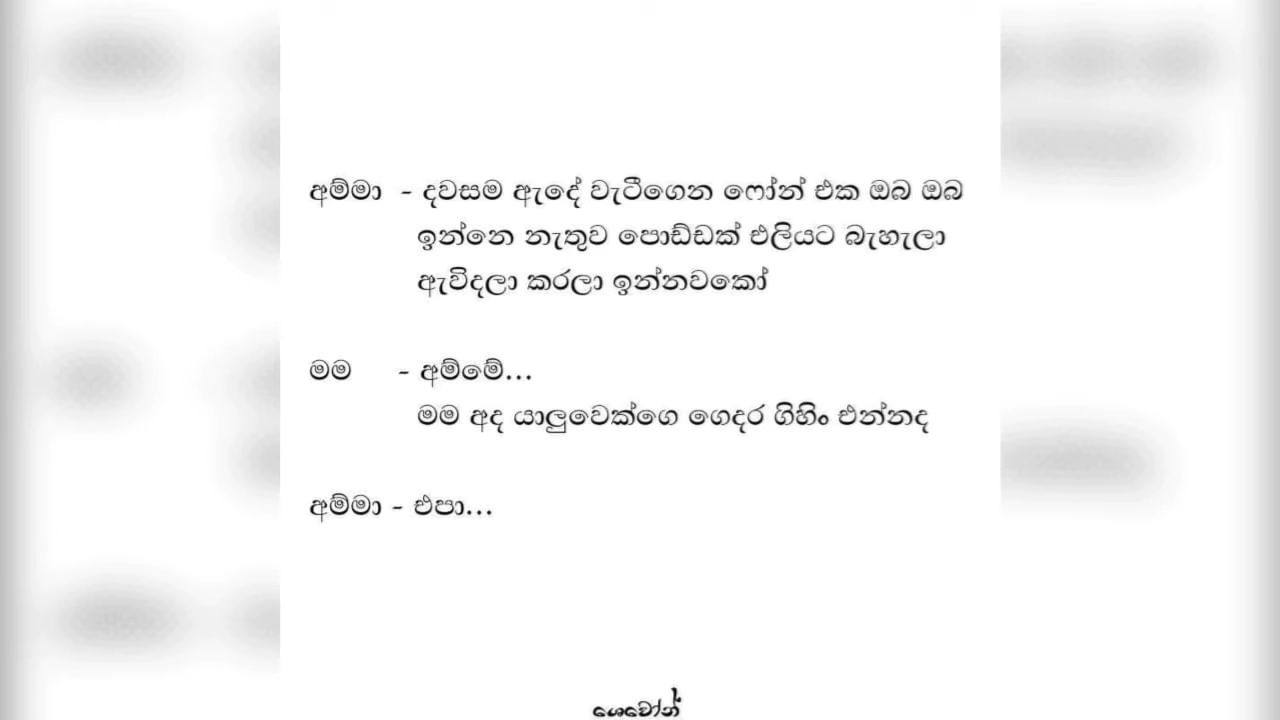 අම්මා - දවසම ඇදේ වැටීගෙන ෆෝන් එක ඔබ ඔබ
ඉන්නෙ නැතුව පොඩ්ඩක් එලියට බැහැලා
ඇවිදලා කරලා ඉන්නවකෝ
මම - අම්මේ...
මම අද යාලුවෙක්ගෙ ගෙදර ගිහිං එන්නද
අම්මා - එපා...
ශෙවෝන්